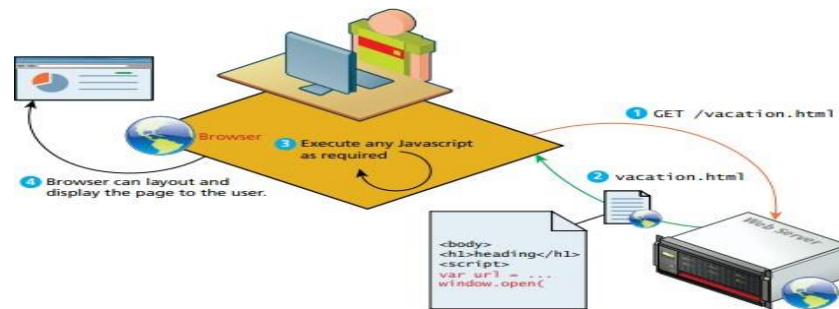 1 GET /vacation.html
Browser
3 Execute any Javascript
as required
2 vacation.html
4 Browser can layout and
display the page to the user.
Web Server
<body>
<h1>heading</h1>
<script>
var url = ...
window.open(